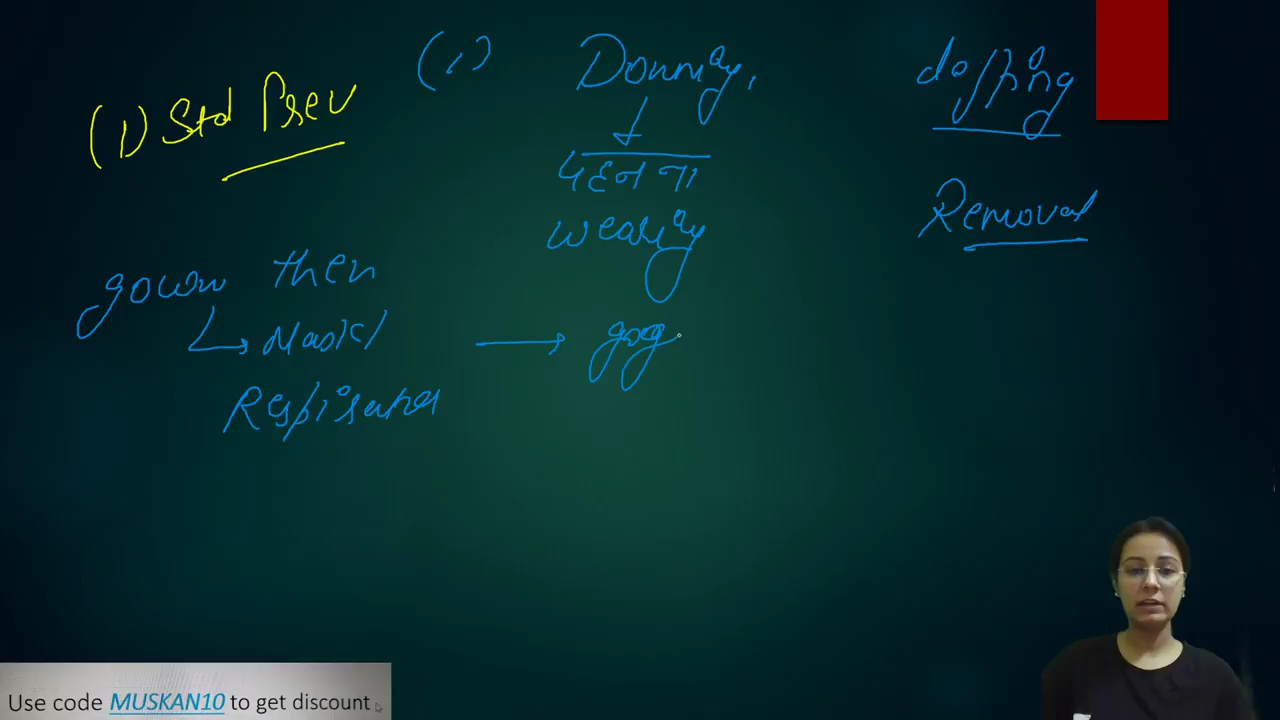 (1) Std Prev
(1) Donning,
पहनना
wearing
doffing
Removal
gown then
Mask
Respirator
goog
Use code MUSKAN10 to get discount